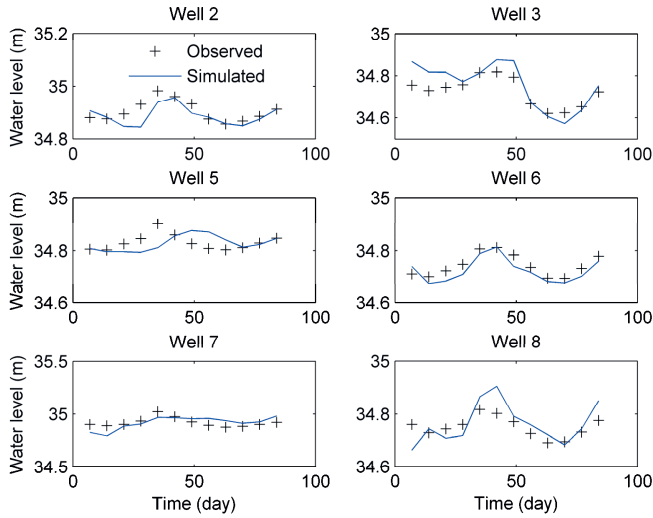 Well 2
Water level (m)
35.2
35
34.8
Observed
Simulated
0
50
100
Well 3
35
34.8
34.6
0
50
100
Well 5
Water level (m)
35
34.8
34.6
0
50
100
Well 6
35
34.8
34.6
0
50
100
Well 7
Water level (m)
35.5
35
34.5
0
50
100
Time (day)
Well 8
35
34.8
34.6
0
50
100
Time (day)